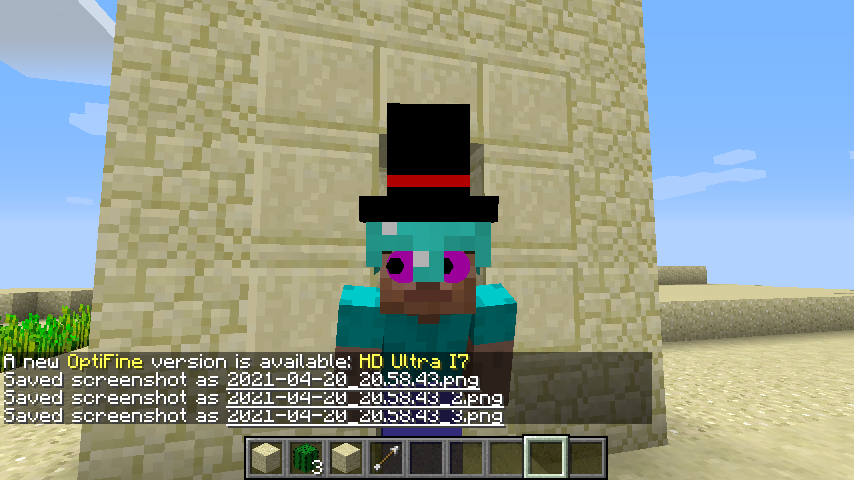 A new OptiFine version is available: HD Ultra I7
Saved screenshot as 2021-04-20_20.58.43.png
Saved screenshot as 2021-04-20_20.58.43_2.png
Saved screenshot as 2021-04-20_20.58.43_3.png
3